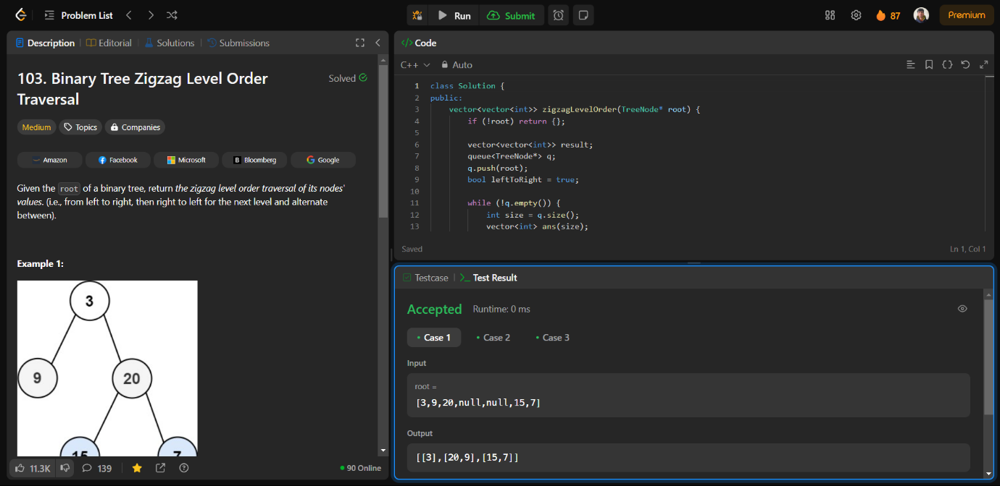 Problem List
Run
Submit
87
Premium
Description
Editorial
Solutions
Submissions
103. Binary Tree Zigzag Level Order
Traversal
Solved
Medium
Topics
Companies
Amazon
Facebook
Microsoft
B Bloomberg
Google
Given the root of a binary tree, return the zigzag level order traversal of its nodes'
values. (i.e., from left to right, then right to left for the next level and alternate
between).
Example 1:
3
9
20
15
7
11.3K
139
90 Online
</> Code
C++
Auto
1 class Solution {
2 public:
3 vector<vector<int>> zigzagLevelOrder(TreeNode* root) {
4 if (!root) return {};
5
6 vector<vector<int>> result;
7 queue<TreeNode*> q;
8 q.push(root);
9 bool leftToRight = true;
10
11 while (!q.empty()) {
12 int size = q.size();
13 vector<int> ans(size);
Saved
Ln 1, Col 1
Testcase
>_ Test Result
Accepted
Runtime: 0 ms
Case 1
Case 2
Case 3
Input
root =
[3,9,20,null,null,15,7]
Output
[[3],[20,9],[15,7]]